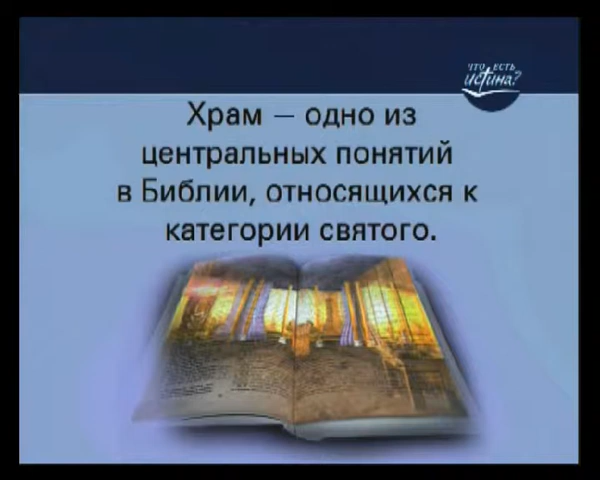 ЧТО ЕСТЬ
ИСТИНА?
Храм – одно из
центральных понятий
в Библии, относящихся к
категории святого.